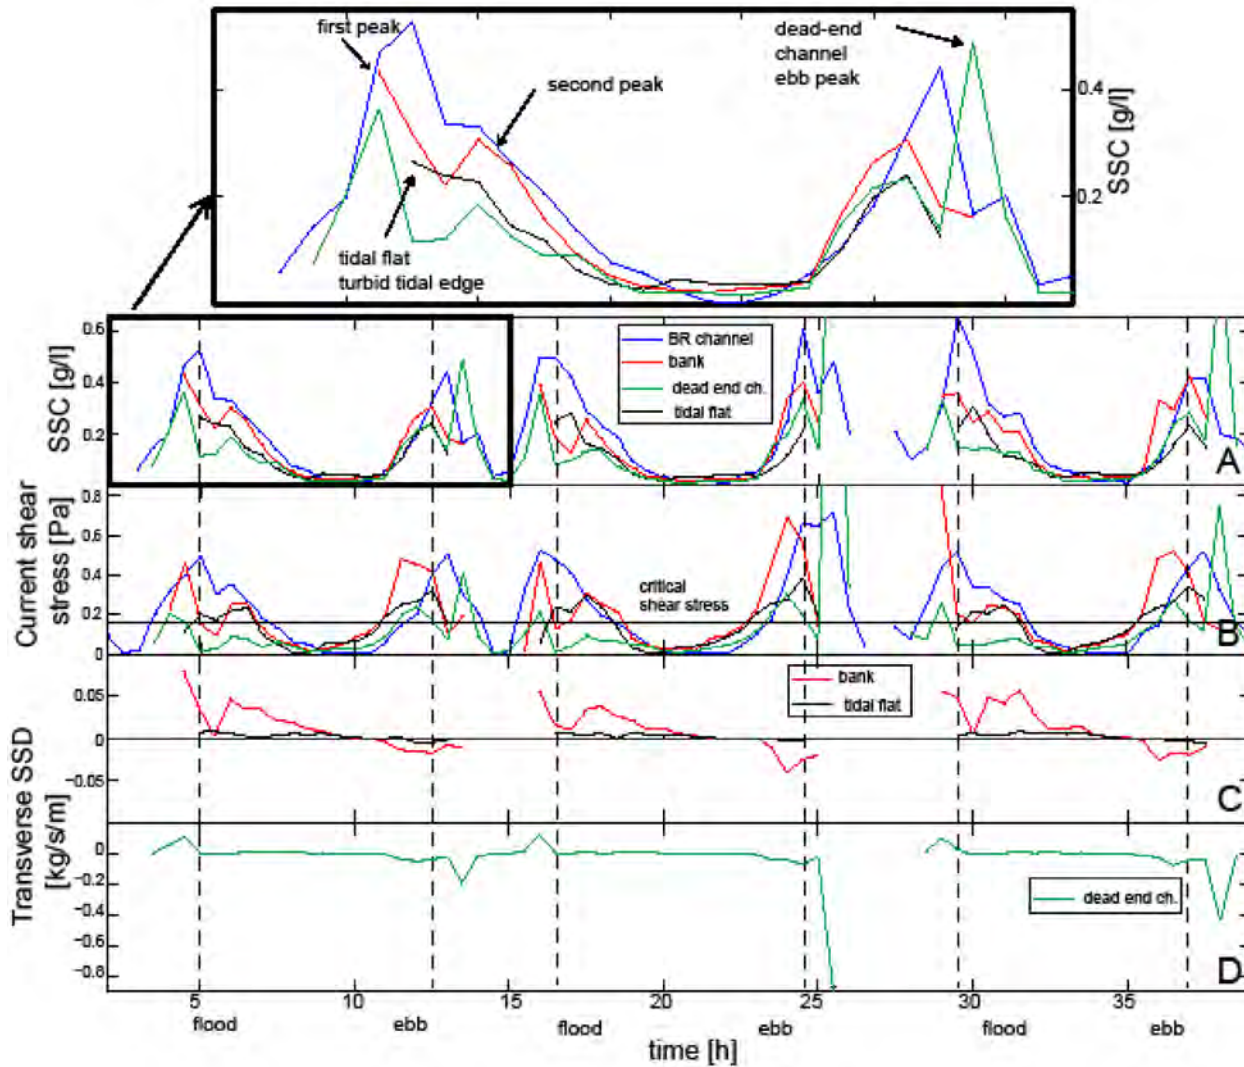 first peak
second peak
dead-end
channel
ebb peak
0.4
SSC [g/l]
0.2
tidal flat
turbid tidal edge
SSC [g/l]
0.6
0.4
0.2
BR channel
bank
dead end ch.
tidal flat
A
Current shear
stress [Pa]
0.8
0.6
0.4
0.2
0
critical
shear stress
B
Transverse SSD
[kg/s/m]
0.05
0
-0.05
bank
tidal flat
C
0
-0.2
-0.4
-0.6
-0.8
dead end ch.
D
5 10 15 20 25 30 35
flood ebb flood ebb flood ebb
time [h]